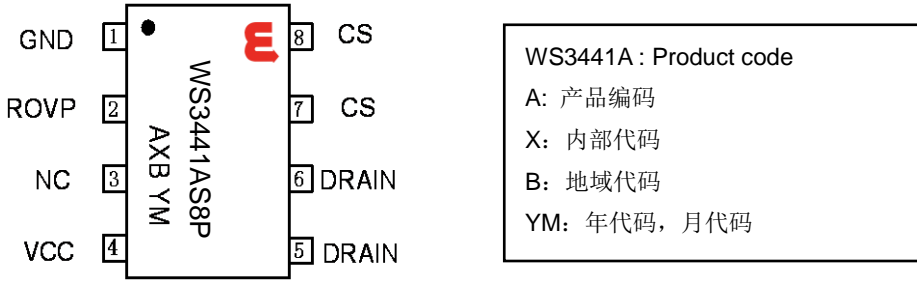 GND 1 8 CS
ROVP 2 7 CS
NC 3 6 DRAIN
VCC 4 5 DRAIN
WS3441AS8P
AXB YM
WS3441A : Product code
A: 产品编码
X：内部代码
B：地域代码
YM：年代码，月代码